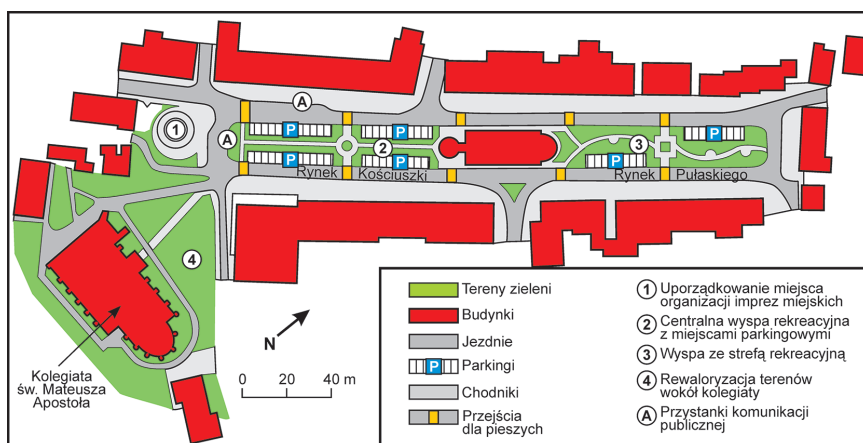 1
A
A
P
P
P
P
P
P
2
3
4
Rynek
Kościuszki
Rynek
Pułaskiego
N
0
20
40 m
Kolegiata
św. Mateusza
Apostoła
Tereny zieleni
Budynki
Jezdnie
P
Parkingi
Chodniki
Przejścia
dla pieszych
1
Uporządkowanie miejsca
organizacji imprez miejskich
2
Centralna wyspa rekreacyjna
z miejscami parkingowymi
3
Wyspa ze strefą rekreacyjną
4
Rewaloryzacja terenów
wokół kolegiaty
A
Przystanki komunikacji
publicznej